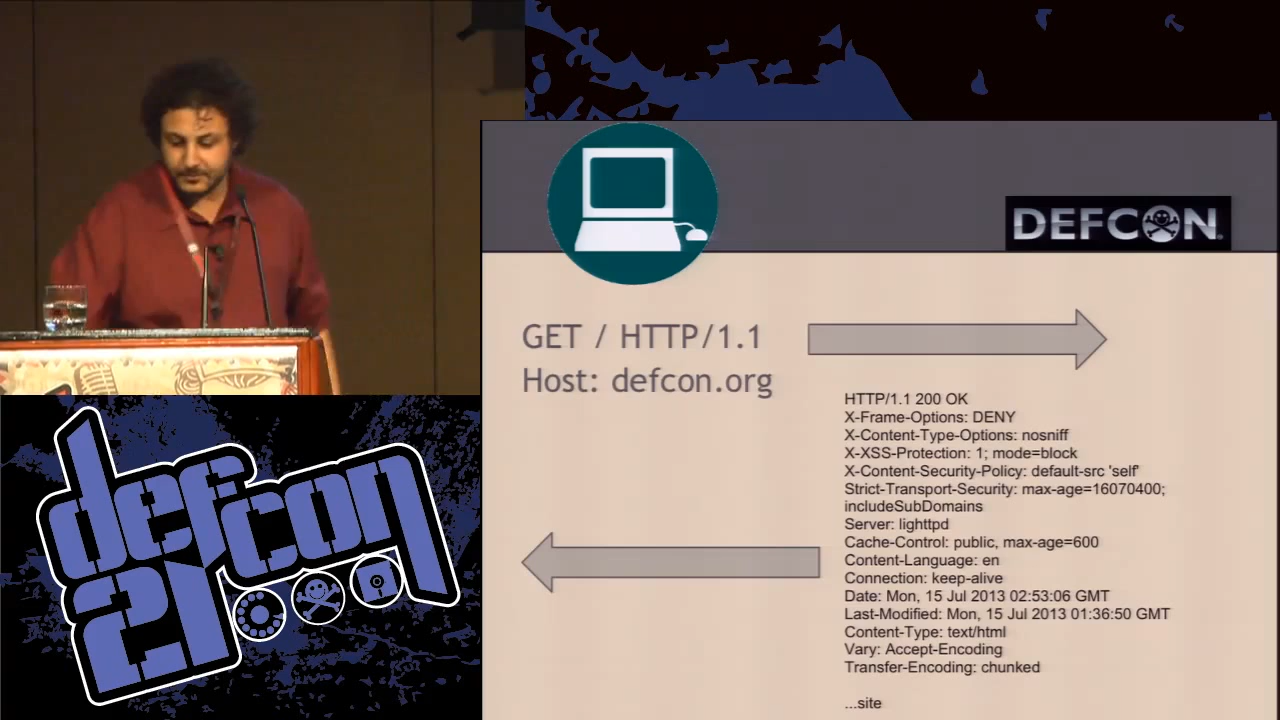 DEFCON
GET / HTTP/1.1
Host: defcon.org
HTTP/1.1 200 OK
X-Frame-Options: DENY
X-Content-Type-Options: nosniff
X-XSS-Protection: 1; mode=block
X-Content-Security-Policy: default-src 'self'
Strict-Transport-Security: max-age=16070400;
includeSubDomains
Server: lighttpd
Cache-Control: public, max-age=600
Content-Language: en
Connection: keep-alive
Date: Mon, 15 Jul 2013 02:53:06 GMT
Last-Modified: Mon, 15 Jul 2013 01:36:50 GMT
Content-Type: text/html
Vary: Accept-Encoding
Transfer-Encoding: chunked
...site
defcon
21